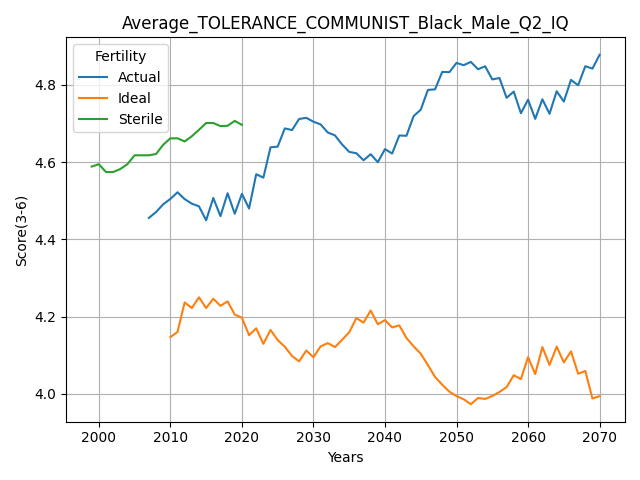 Average_TOLERANCE_COMMUNIST_Black_Male_Q2_IQ
Fertility
Actual
Ideal
Sterile
Score(3-6)
4.8
4.6
4.4
4.2
4.0
2000 2010 2020 2030 2040 2050 2060 2070
Years